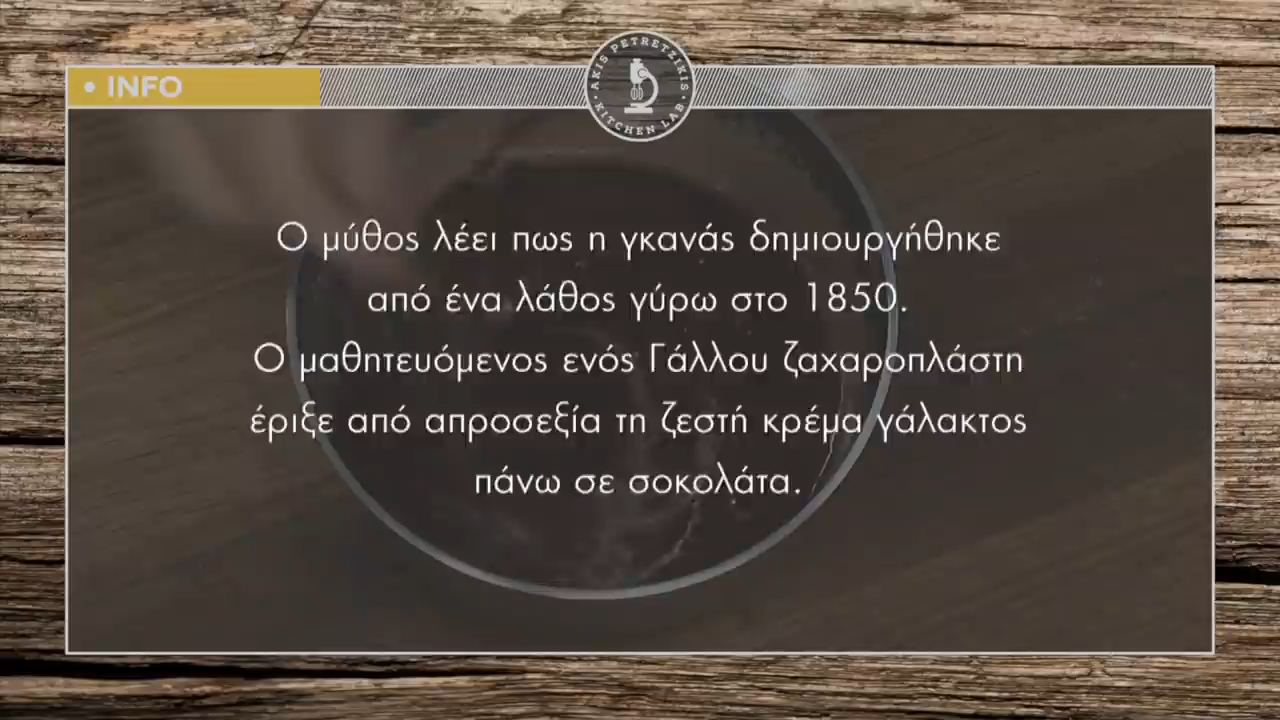 • INFO
AKIS PETRETZIKIS
• KITCHEN LAB •
Ο μύθος λέει πως η γκανάς δημιουργήθηκε
από ένα λάθος γύρω στο 1850.
Ο μαθητευόμενος ενός Γάλλου ζαχαροπλάστη
έριξε από απροσεξία τη ζεστή κρέμα γάλακτος
πάνω σε σοκολάτα.